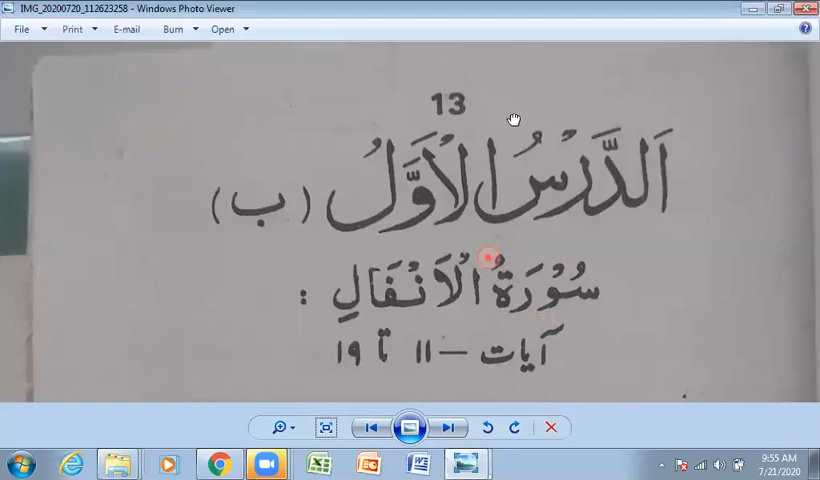 IMG_20200720_112623258 - Windows Photo Viewer
File Print E-mail Burn Open
13
اَلدَّرْسُ الْاَوَّلُ (ب)
سُوْرَةُ الْاَنْفَالِ :
آیات — ۱۱ تا ۱۹
9:55 AM
7/21/2020